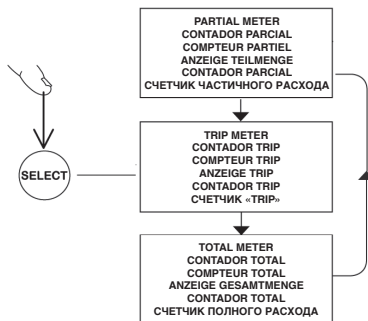 PARTIAL METER
CONTADOR PARCIAL
COMPTEUR PARTIEL
ANZEIGE TEILMENGE
CONTADOR PARCIAL
СЧЕТЧИК ЧАСТИЧНОГО РАСХОДА
SELECT
TRIP METER
CONTADOR TRIP
COMPTEUR TRIP
ANZEIGE TRIP
CONTADOR TRIP
СЧЕТЧИК «TRIP»
TOTAL METER
CONTADOR TOTAL
COMPTEUR TOTAL
ANZEIGE GESAMTMENGE
CONTADOR TOTAL
СЧЕТЧИК ПОЛНОГО РАСХОДА